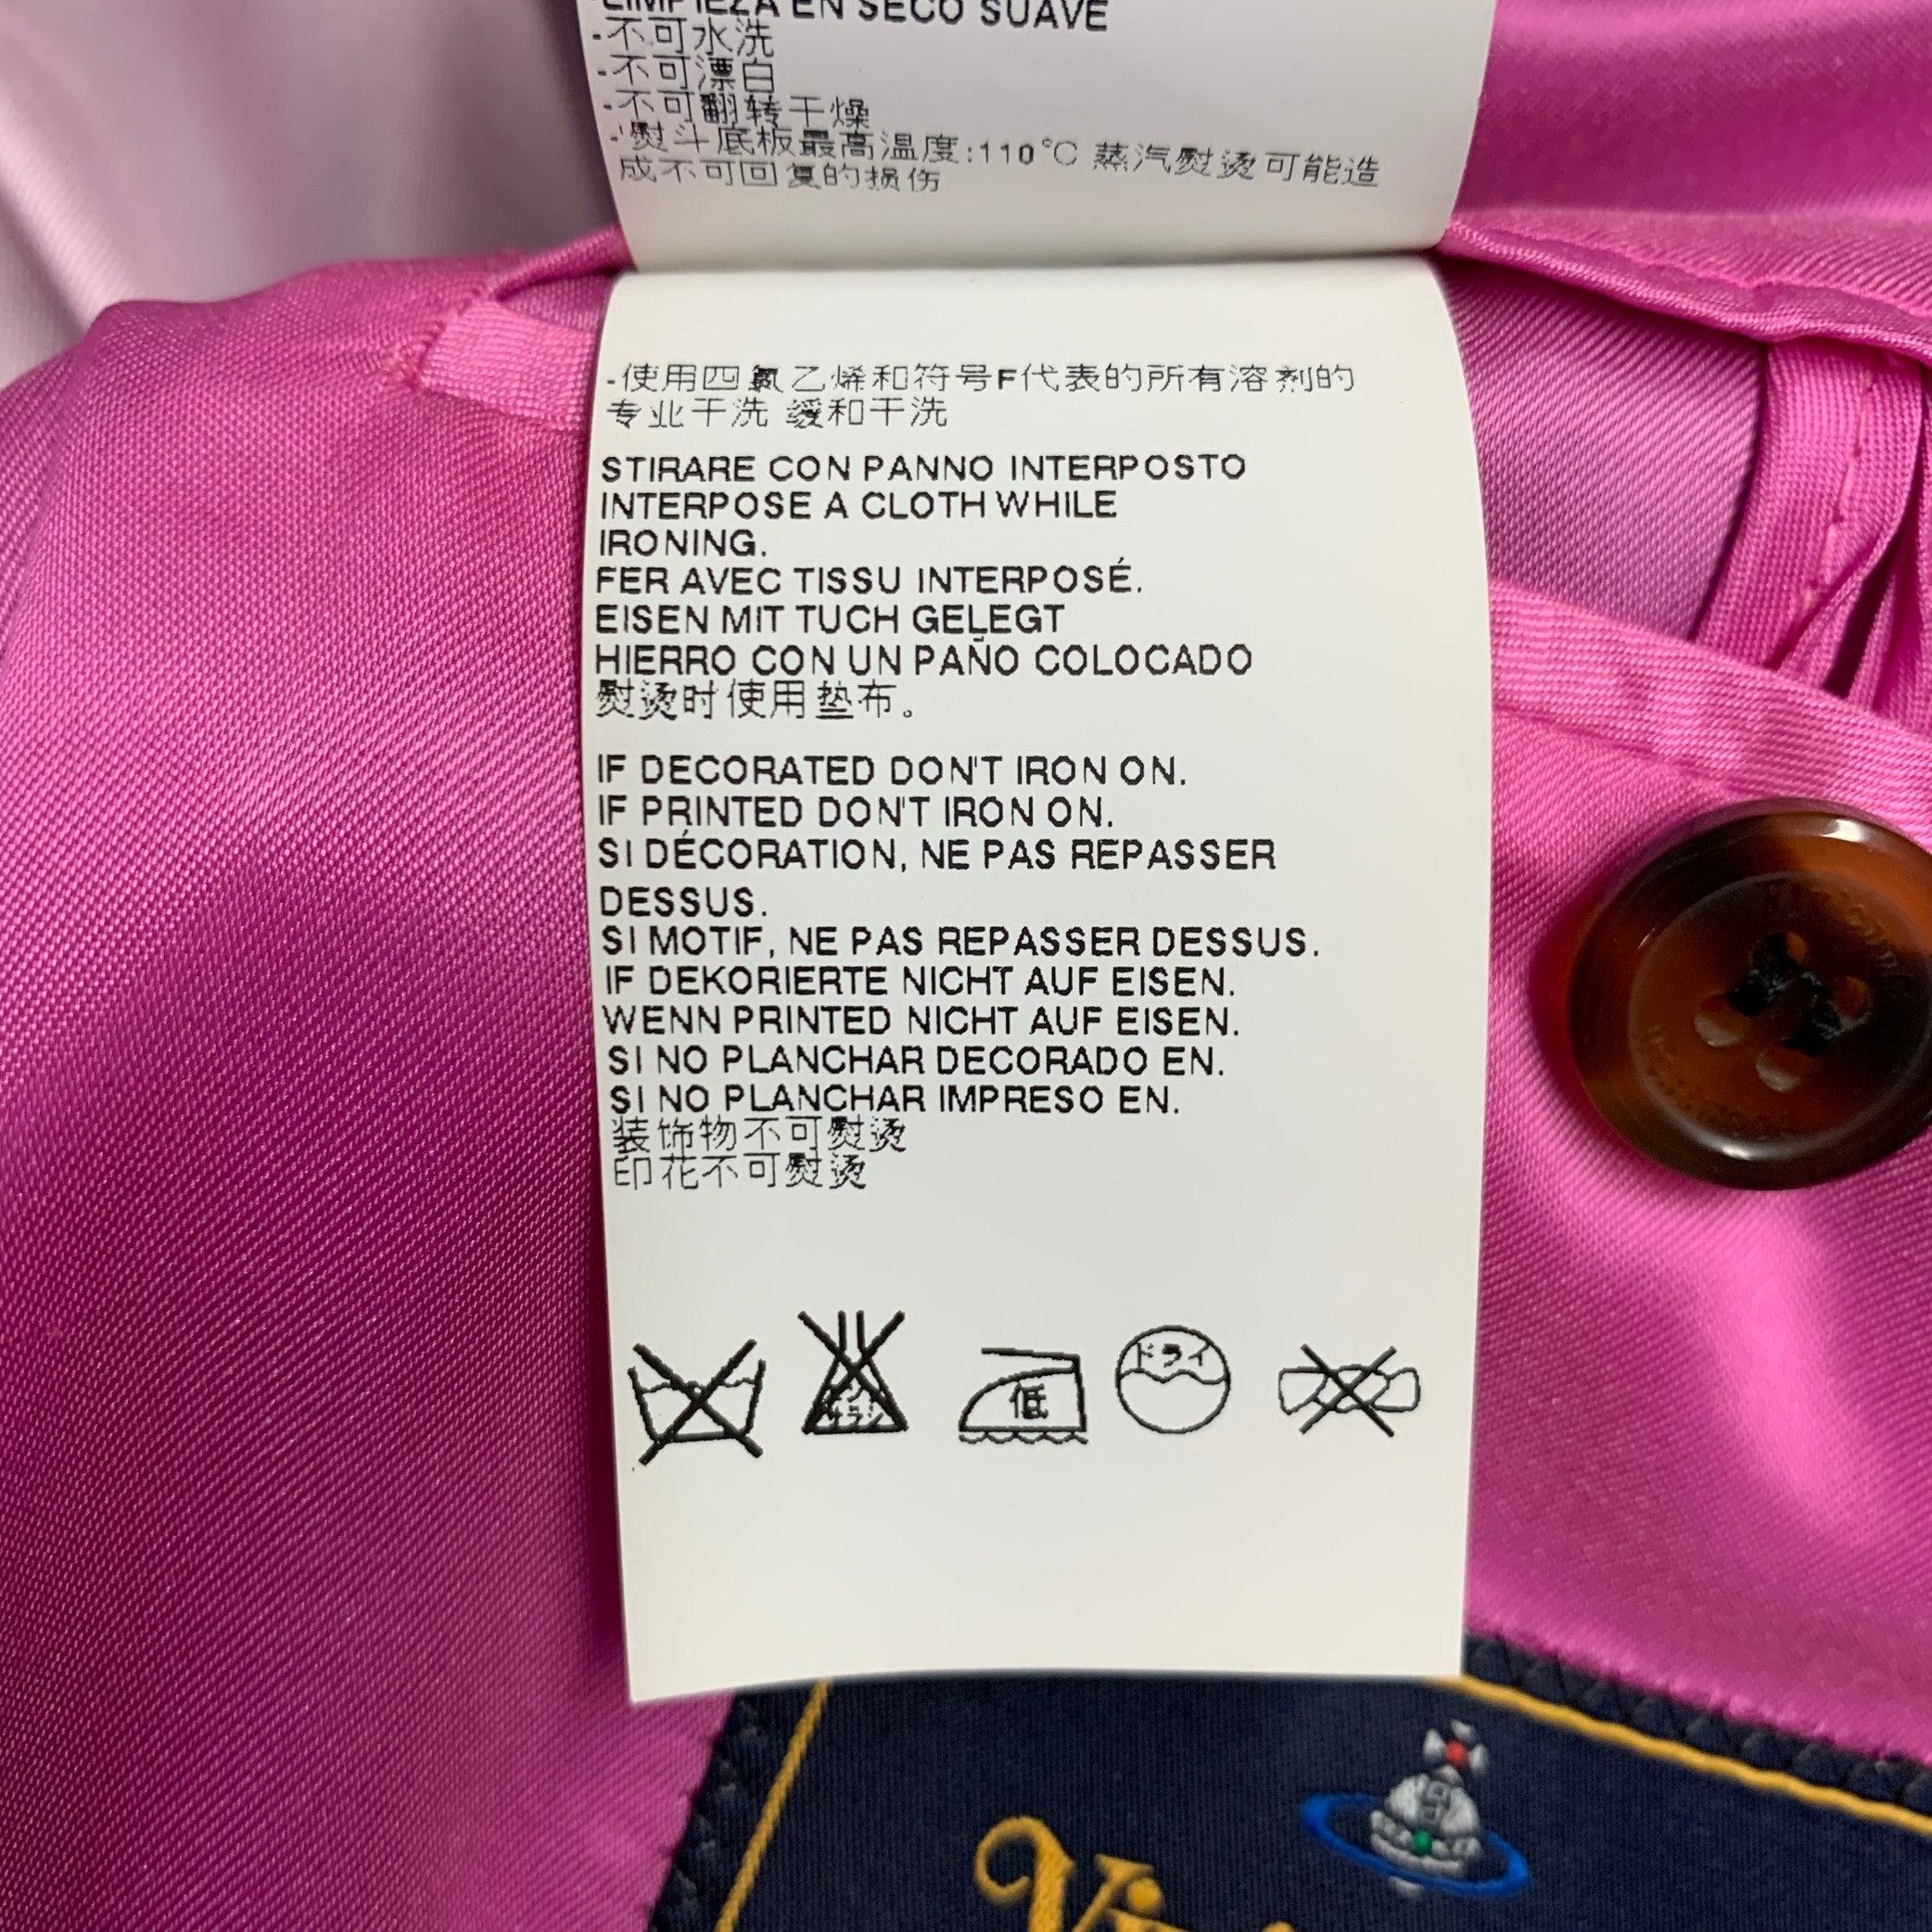 -LIMPIEZA EN SECO SUAVE
-不可水洗
-不可漂白
-不可翻转干燥
-'熨斗底板最高温度:110℃ 蒸汽熨烫可能造
成不可回复的损伤
-使用四氯乙烯和符号F代表的所有溶剂的
专业干洗 缓和干洗
STIRARE CON PANNO INTERPOSTO
INTERPOSE A CLOTH WHILE
IRONING.
FER AVEC TISSU INTERPOSÉ.
EISEN MIT TUCH GELEGT
HIERRO CON UN PAÑO COLOCADO
熨烫时使用垫布。
IF DECORATED DON'T IRON ON.
IF PRINTED DON'T IRON ON.
SI DÉCORATION, NE PAS REPASSER
DESSUS.
SI MOTIF, NE PAS REPASSER DESSUS.
IF DEKORIERTE NICHT AUF EISEN.
WENN PRINTED NICHT AUF EISEN.
SI NO PLANCHAR DECORADO EN.
SI NO PLANCHAR IMPRESO EN.
装饰物不可熨烫
印花不可熨烫
低 ドライ